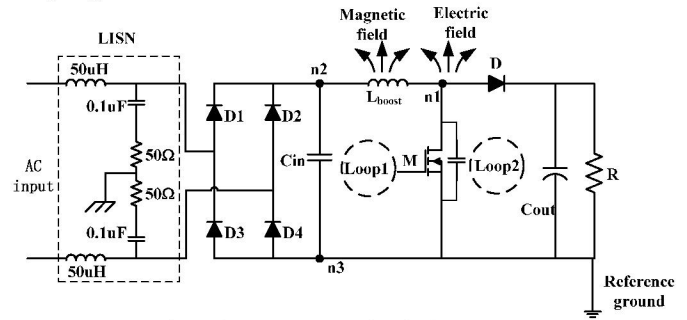 Magnetic
field
Electric
field
LISN
50uH
0.1uF
50Ω
50Ω
0.1uF
50uH
AC
input
D1
D2
D3
D4
n2
Cin
n3
L_boost
n1
D
Loop1
M
Loop2
Cout
R
Reference
ground